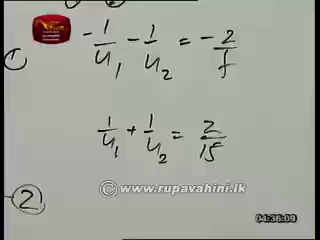 ① -1/u₁ - 1/u₂ = -2/f
1/u₁ + 1/u₂ = 2/15
© www.rupavahini.lk
②
04:36:09